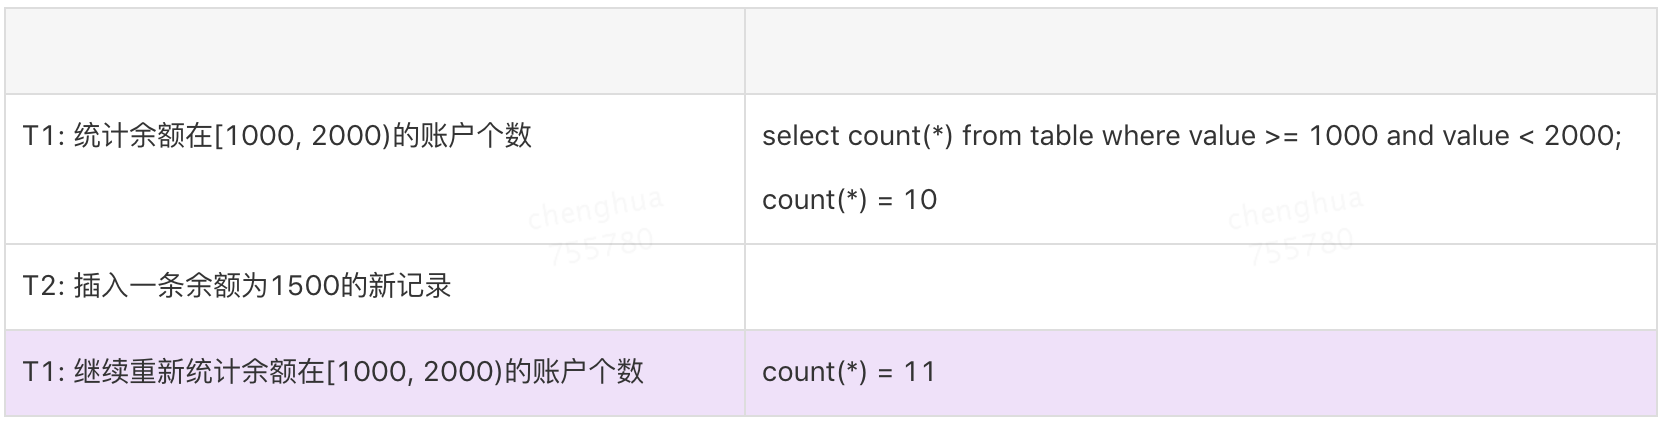 T1: 统计余额在[1000, 2000)的账户个数
select count(*) from table where value >= 1000 and value < 2000;
count(*) = 10
chenghua
755780
chenghua
755780
T2: 插入一条余额为1500的新记录
T1: 继续重新统计余额在[1000, 2000)的账户个数
count(*) = 11